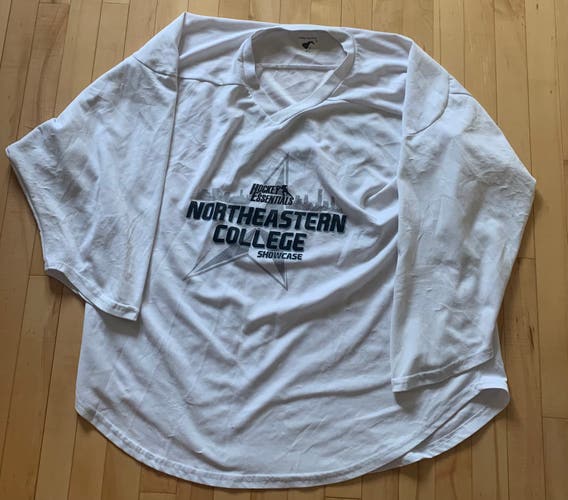 HOCKEY
ESSENTIALS
NORTHEASTERN
COLLEGE
SHOWCASE